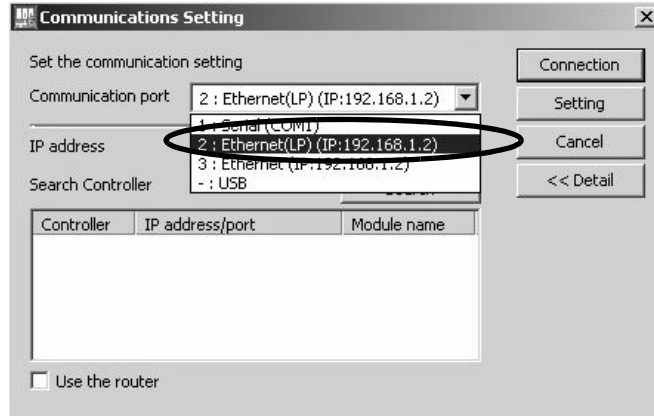 Communications Setting
Set the communication setting
Connection
Communication port
2 : Ethernet(LP) (IP:192.168.1.2)
Setting
1 : Serial (COM1)
IP address
2 : Ethernet(LP) (IP:192.168.1.2)
Cancel
3 : Ethernet (IP:192.168.1.2)
Search Controller
- : USB
<< Detail
Controller IP address/port Module name
Use the router